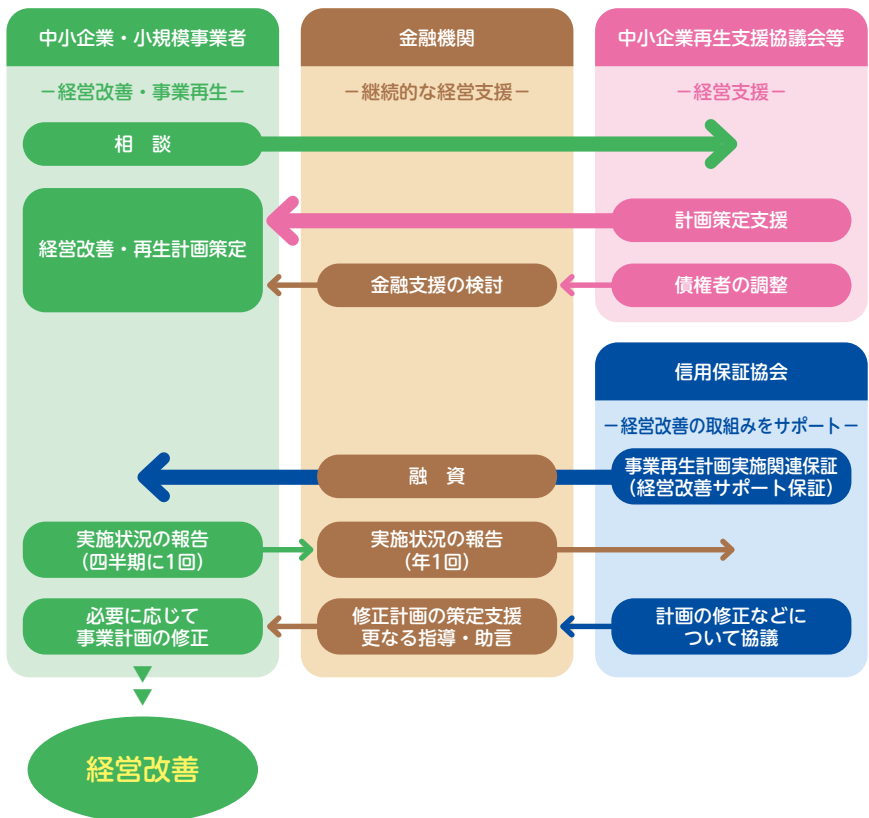 中小企業・小規模事業者
金融機関
中小企業再生支援協議会等
－経営改善・事業再生－
－継続的な経営支援－
－経営支援－
相　談
経営改善・再生計画策定
計画策定支援
金融支援の検討
債権者の調整
信用保証協会
－経営改善の取組みをサポート－
融　資
事業再生計画実施関連保証
（経営改善サポート保証）
実施状況の報告
(四半期に1回)
実施状況の報告
(年1回)
必要に応じて
事業計画の修正
修正計画の策定支援
更なる指導・助言
計画の修正などに
ついて協議
経営改善